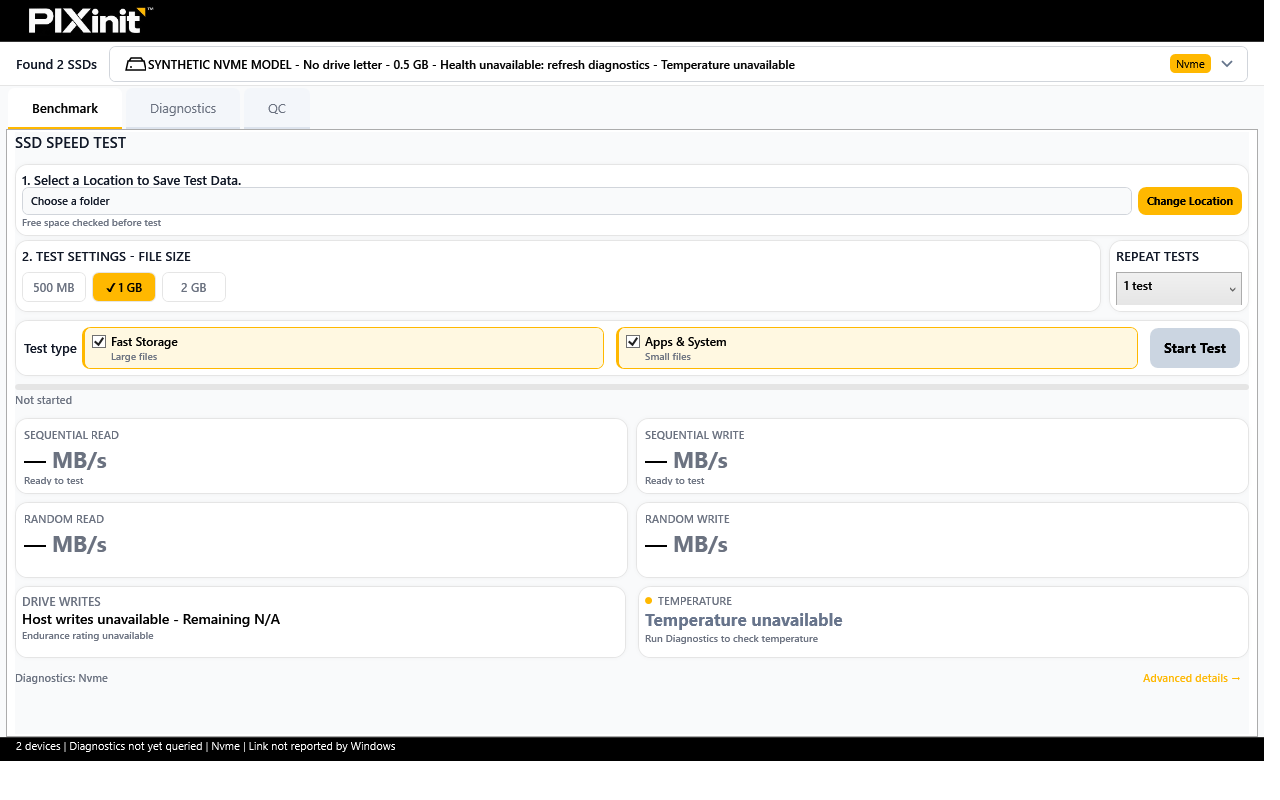 PIXinit™
Found 2 SSDs
SYNTHETIC NVME MODEL - No drive letter - 0.5 GB - Health unavailable: refresh diagnostics - Temperature unavailable
Nvme
Benchmark
Diagnostics
QC
SSD SPEED TEST
1. Select a Location to Save Test Data.
Choose a folder
Change Location
Free space checked before test
2. TEST SETTINGS - FILE SIZE
500 MB
✓ 1 GB
2 GB
REPEAT TESTS
1 test
Test type
Fast Storage
Large files
Apps & System
Small files
Start Test
Not started
SEQUENTIAL READ
— MB/s
Ready to test
SEQUENTIAL WRITE
— MB/s
Ready to test
RANDOM READ
— MB/s
RANDOM WRITE
— MB/s
DRIVE WRITES
Host writes unavailable - Remaining N/A
Endurance rating unavailable
TEMPERATURE
Temperature unavailable
Run Diagnostics to check temperature
Diagnostics: Nvme
Advanced details →
2 devices | Diagnostics not yet queried | Nvme | Link not reported by Windows